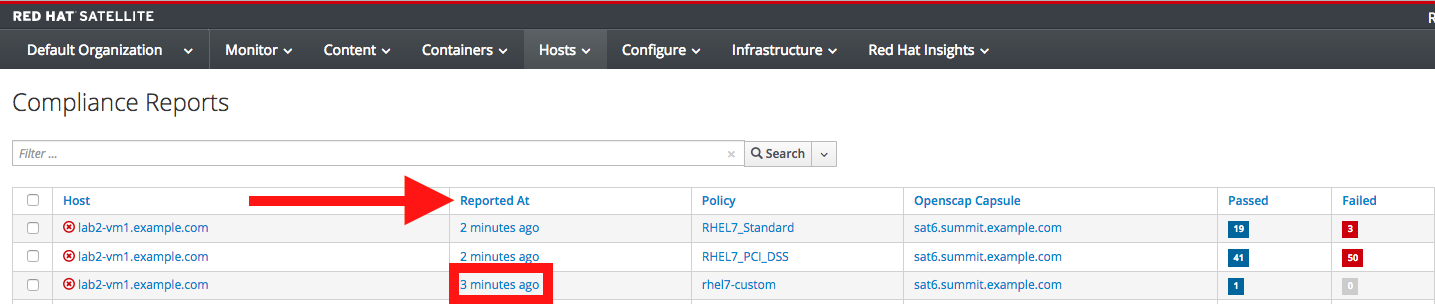 RED HAT SATELLITE
R
Default Organization Monitor Content Containers Hosts Configure Infrastructure Red Hat Insights
Compliance Reports
Filter ... × Search
Host Reported At Policy Openscap Capsule Passed Failed
lab2-vm1.example.com 2 minutes ago RHEL7_Standard sat6.summit.example.com 19 3
lab2-vm1.example.com 2 minutes ago RHEL7_PCI_DSS sat6.summit.example.com 41 50
lab2-vm1.example.com 3 minutes ago rhel7-custom sat6.summit.example.com 1 0